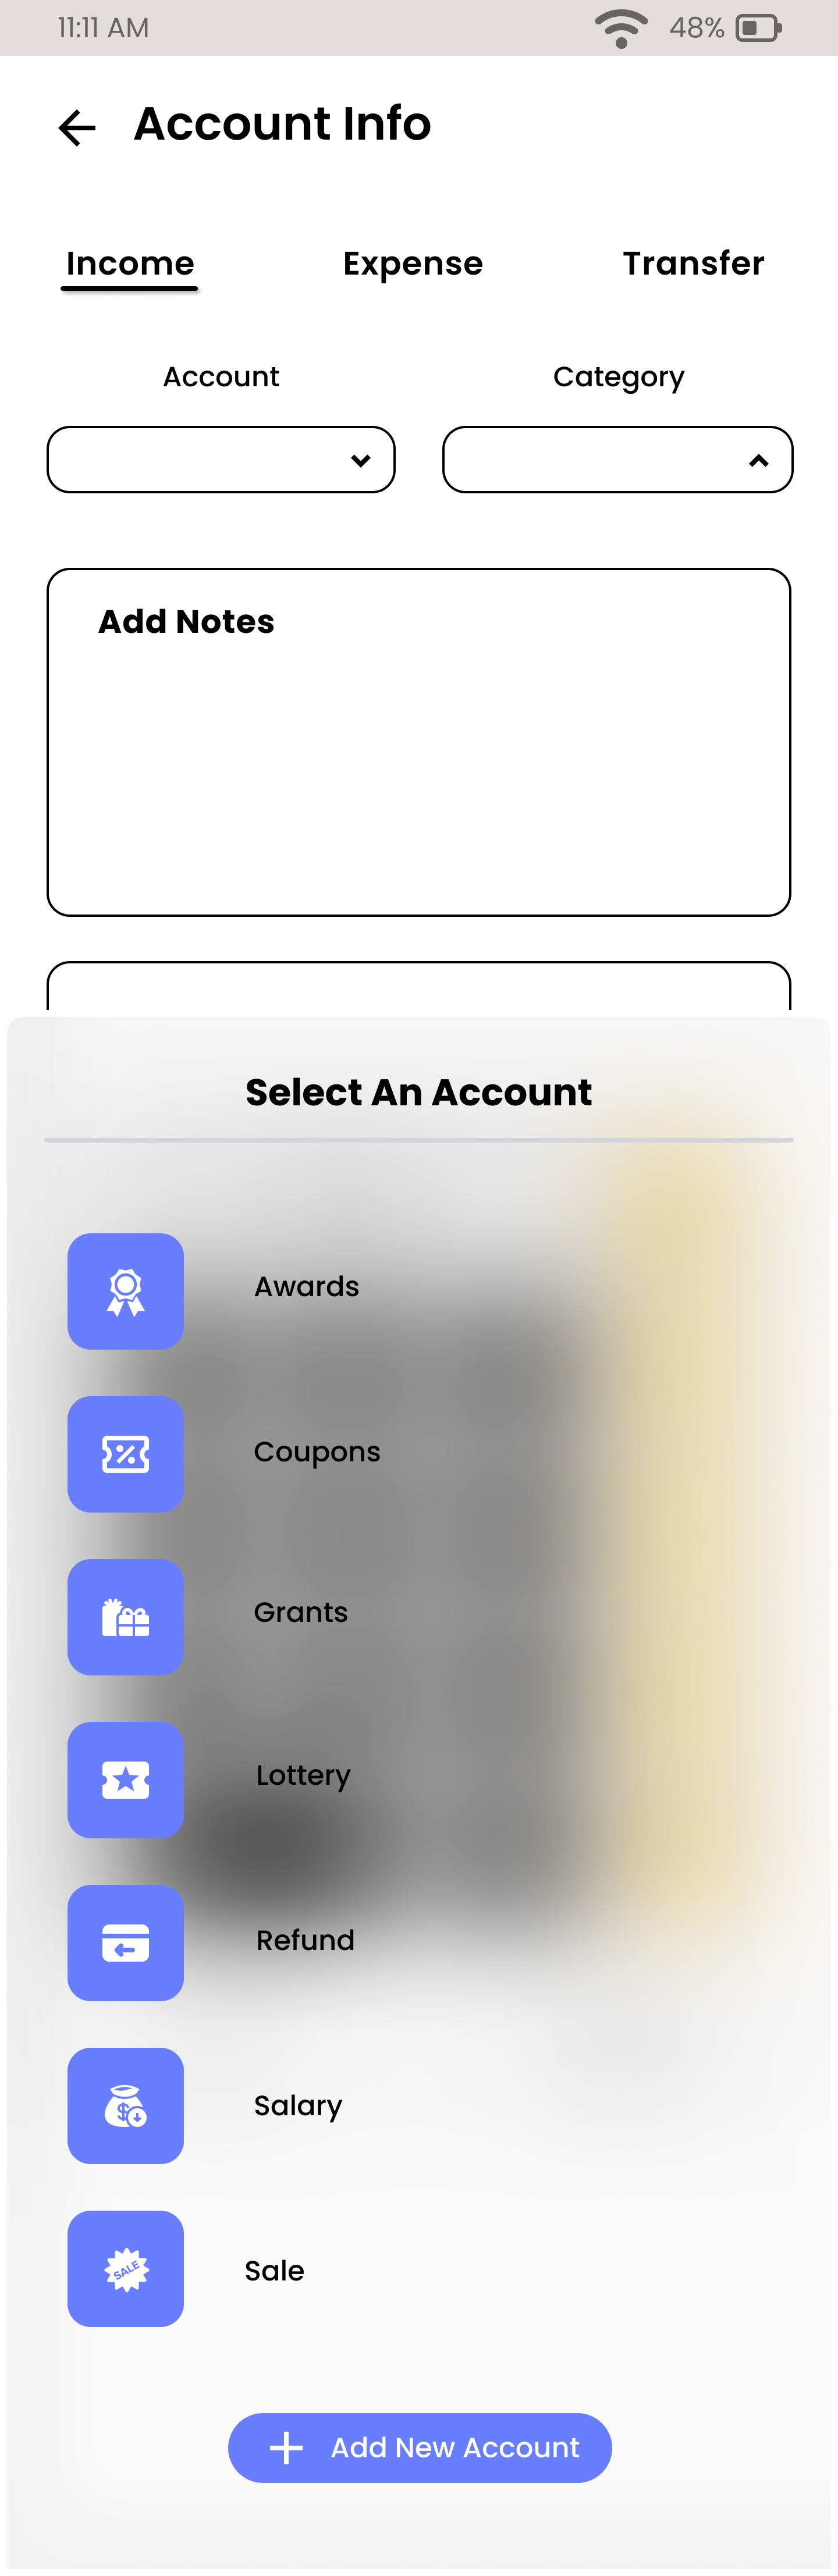 11:11 AM 48%
Account Info
Income Expense Transfer
Account Category
Add Notes
Select An Account
Awards
Coupons
Grants
Lottery
Refund
$ Salary
SALE Sale
Add New Account